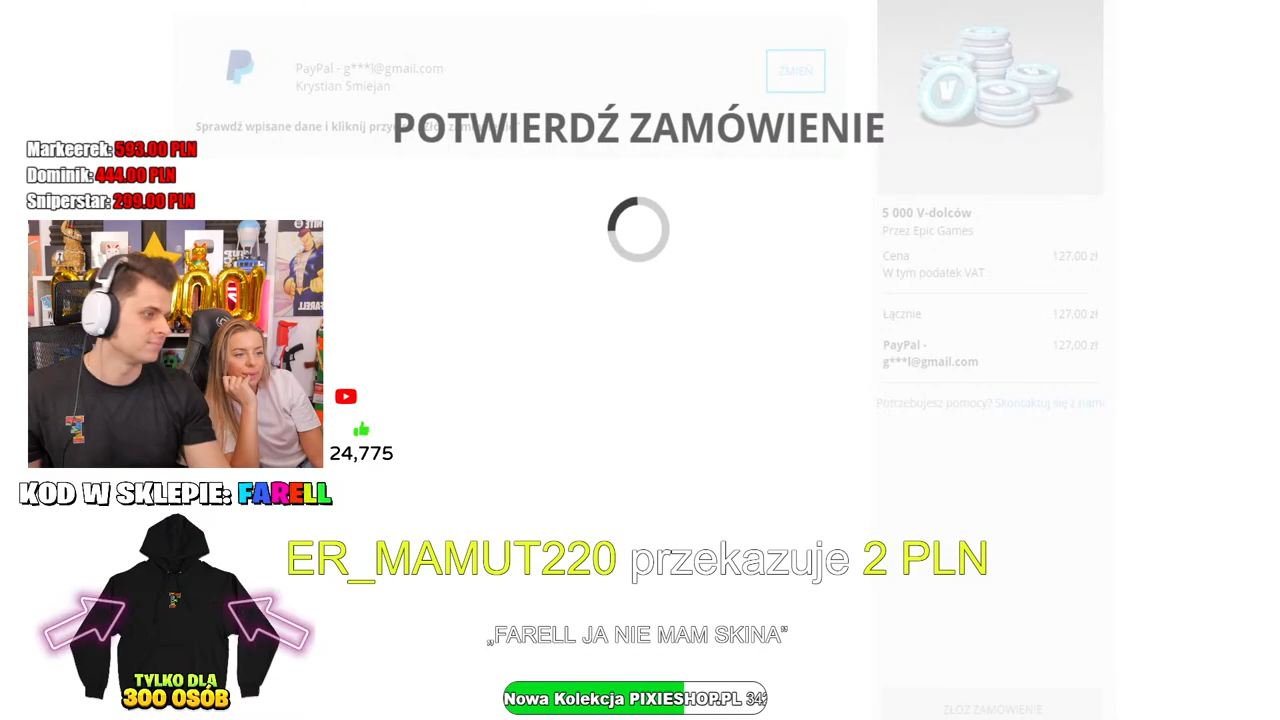 PayPal - g***l@gmail.com
Krystian Smiejan
ZMIEŃ
Sprawdź wpisane dane i kliknij
POTWIERDŹ ZAMÓWIENIE
Markeerek: 593.00 PLN
Dominik: 444.00 PLN
Sniperstar: 299.00 PLN
5 000 V-dolców
Przez Epic Games
Cena 127,00 zł
W tym podatek VAT
Łącznie 127,00 zł
PayPal - 127,00 zł
g***l@gmail.com
Potrzebujesz pomocy? Skontaktuj się z nami
FARELL
24,775
KOD W SKLEPIE: FARELL
ER_MAMUT220 przekazuje 2 PLN
„FARELL JA NIE MAM SKINA”
TYLKO DLA
300 OSÓB
Nowa Kolekcja PIXIESHOP.PL
ZŁÓŻ ZAMÓWIENIE